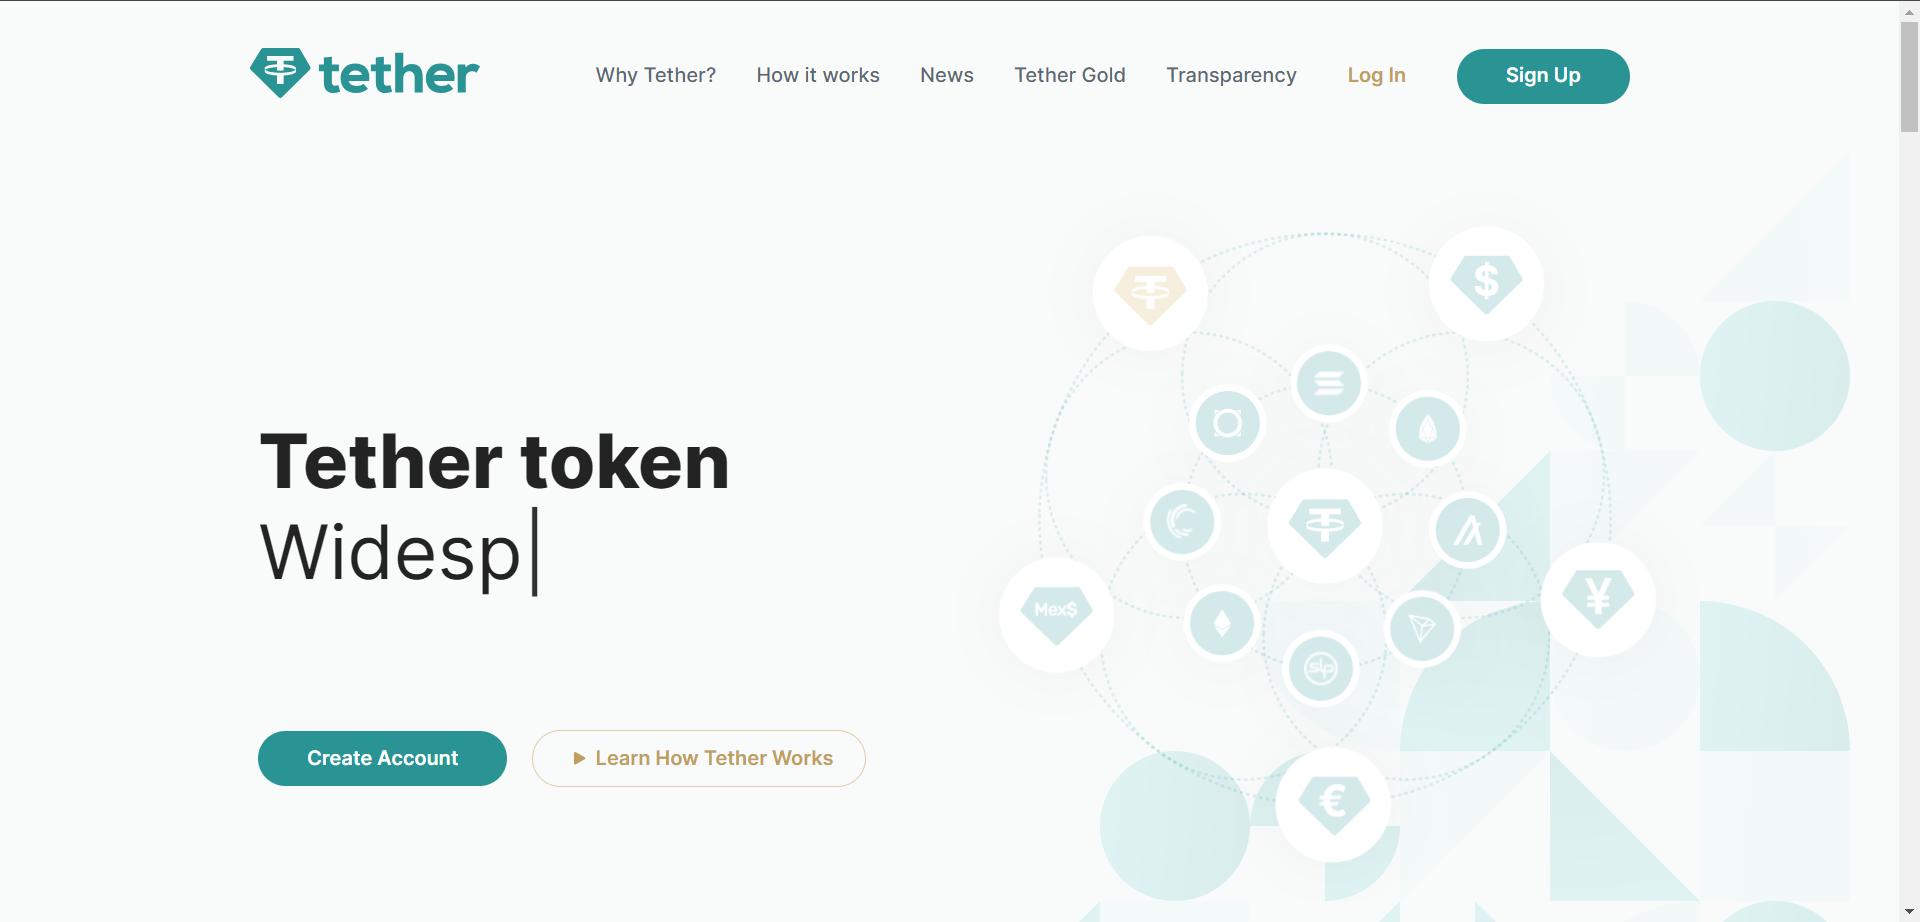 tether
Why Tether? How it works News Tether Gold Transparency Log In Sign Up
$
Mex$
¥
slp
€
Tether token
Widesp|
Create Account Learn How Tether Works